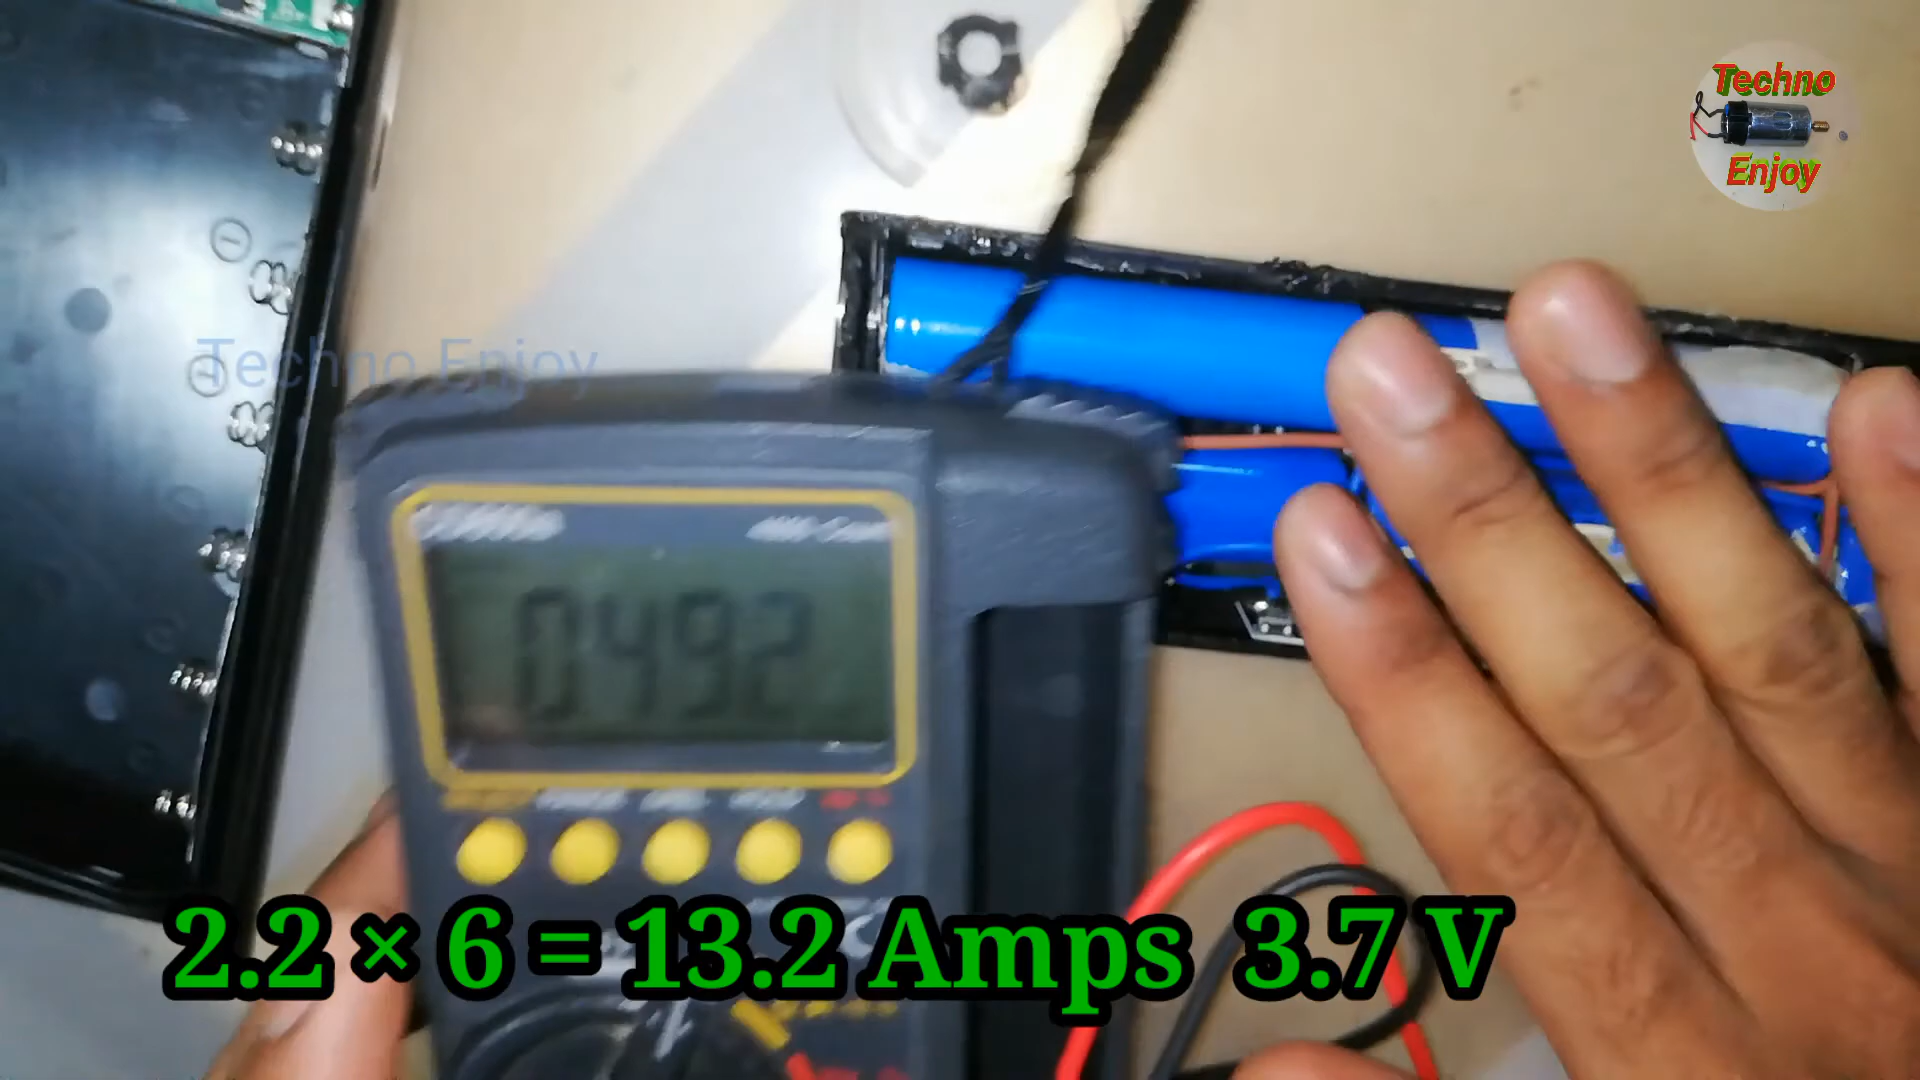 Techno
Enjoy
Techno Enjoy
0492
2.2 × 6 = 13.2 Amps 3.7 V